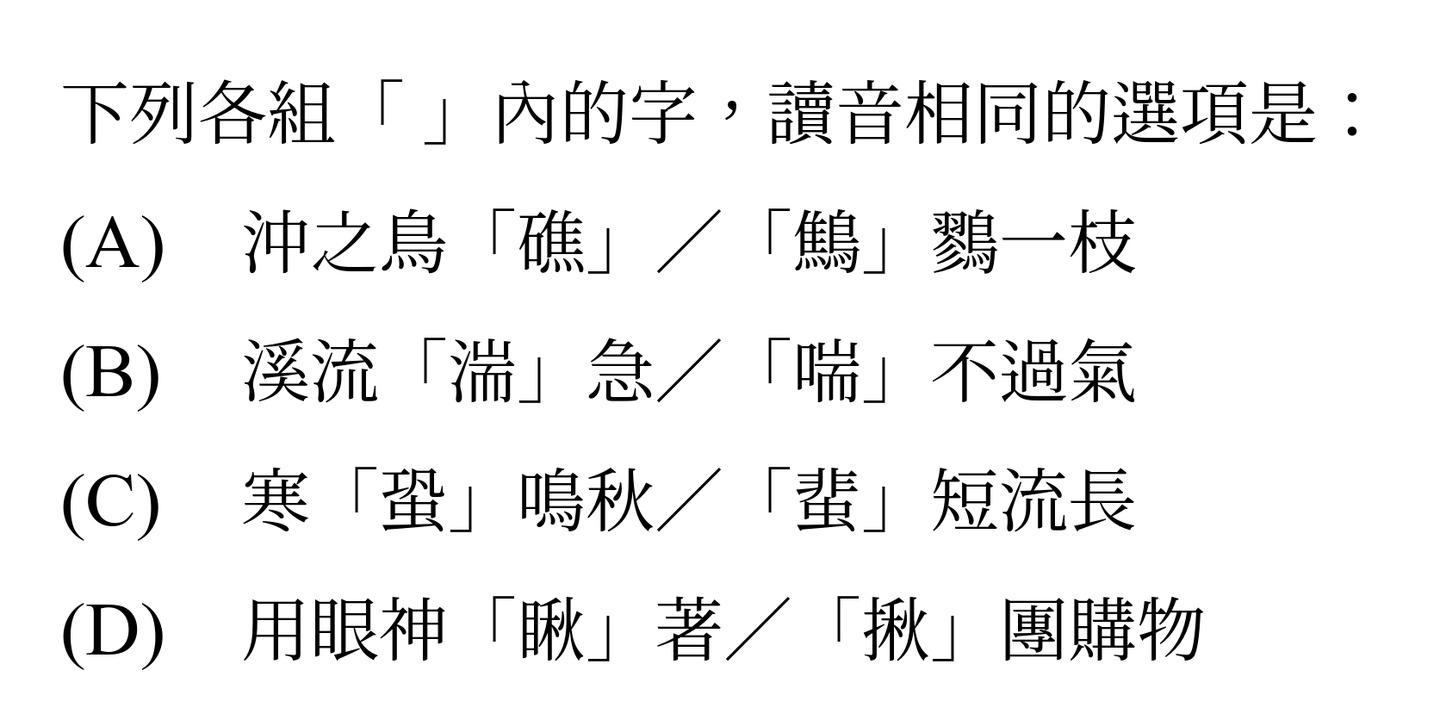 下列各組「 」內的字，讀音相同的選項是：
(A) 沖之鳥「礁」／「鷦」鷯一枝
(B) 溪流「湍」急／「喘」不過氣
(C) 寒「蛩」鳴秋／「蜚」短流長
(D) 用眼神「瞅」著／「揪」團購物